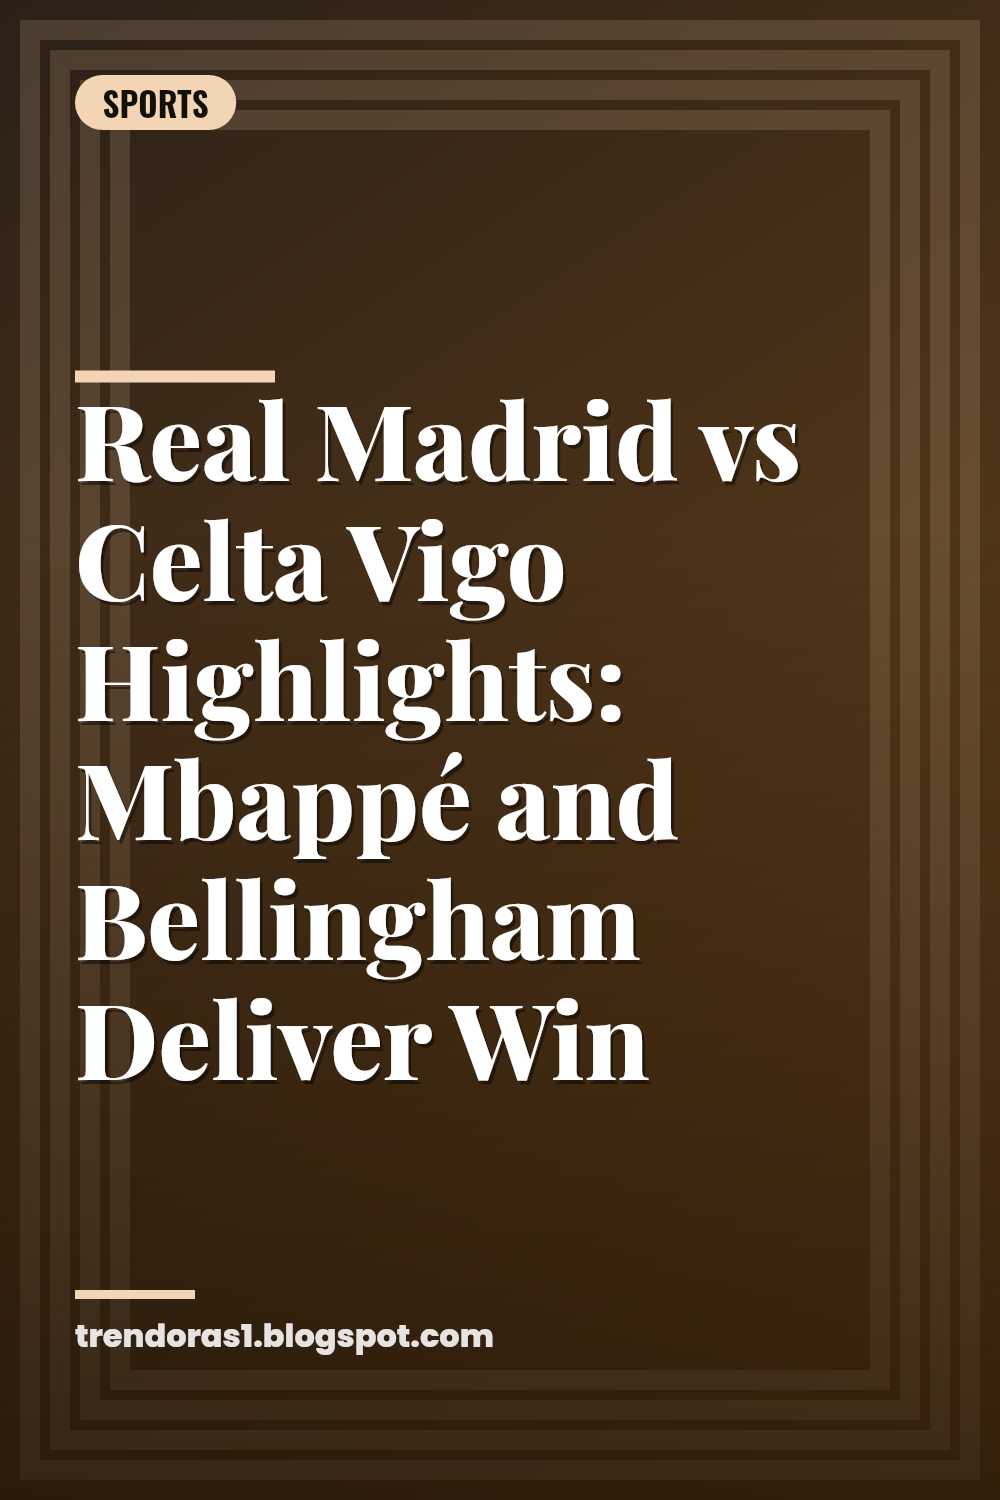 SPORTS
Real Madrid vs
Celta Vigo
Highlights:
Mbappé and
Bellingham
Deliver Win
trendoras1.blogspot.com